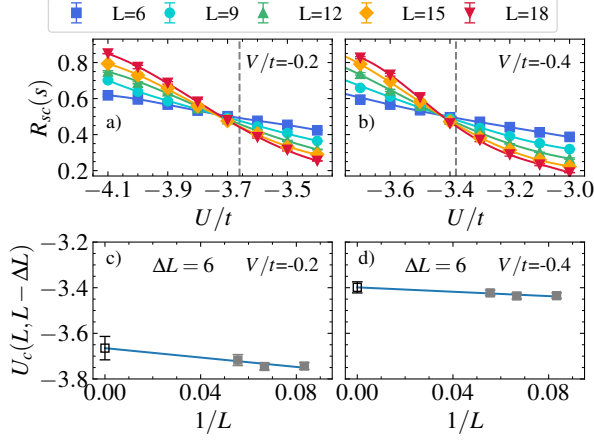 L=6 L=9 L=12 L=15 L=18
R_sc(s)
0.8
0.6
0.4
0.2
a)
V/t=-0.2
−4.1 −3.9 −3.7 −3.5
U/t
b)
V/t=-0.4
−3.6 −3.4 −3.2 −3.0
U/t
U_c(L, L − ΔL)
−3.2
−3.4
−3.6
−3.8
c) ΔL = 6 V/t=-0.2
0.00 0.04 0.08
1/L
d) ΔL = 6 V/t=-0.4
0.00 0.04 0.08
1/L